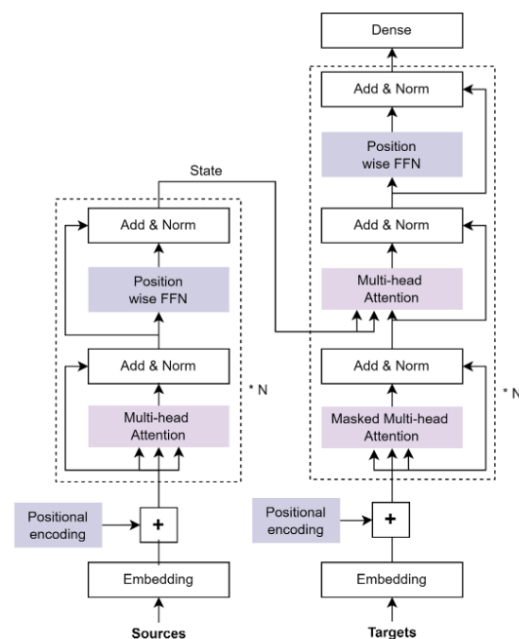 Dense
Add & Norm
Position
wise FFN
State
Add & Norm
Add & Norm
Position
wise FFN
Multi-head
Attention
Add & Norm
Add & Norm
* N
* N
Multi-head
Attention
Masked Multi-head
Attention
Positional
encoding
+
Positional
encoding
+
Embedding
Embedding
Sources
Targets